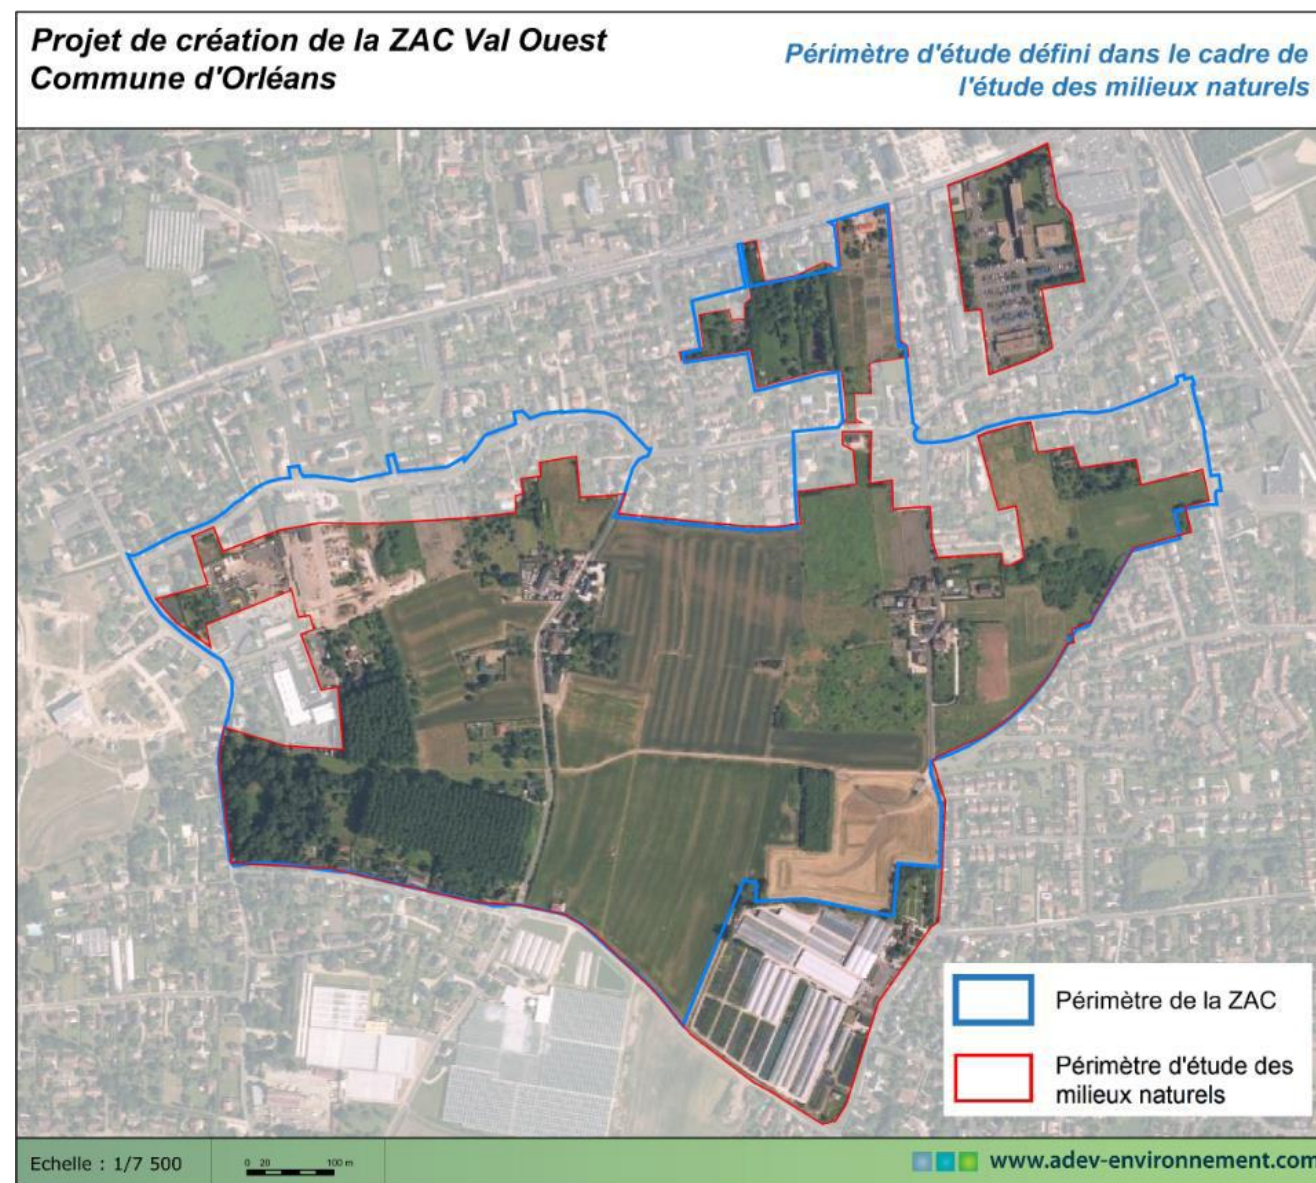 Projet de création de la ZAC Val Ouest
Commune d'Orléans
Périmètre d'étude défini dans le cadre de
l'étude des milieux naturels
Périmètre de la ZAC
Périmètre d'étude des
milieux naturels
Echelle : 1/7 500
0 20 100 m
www.adev-environnement.com